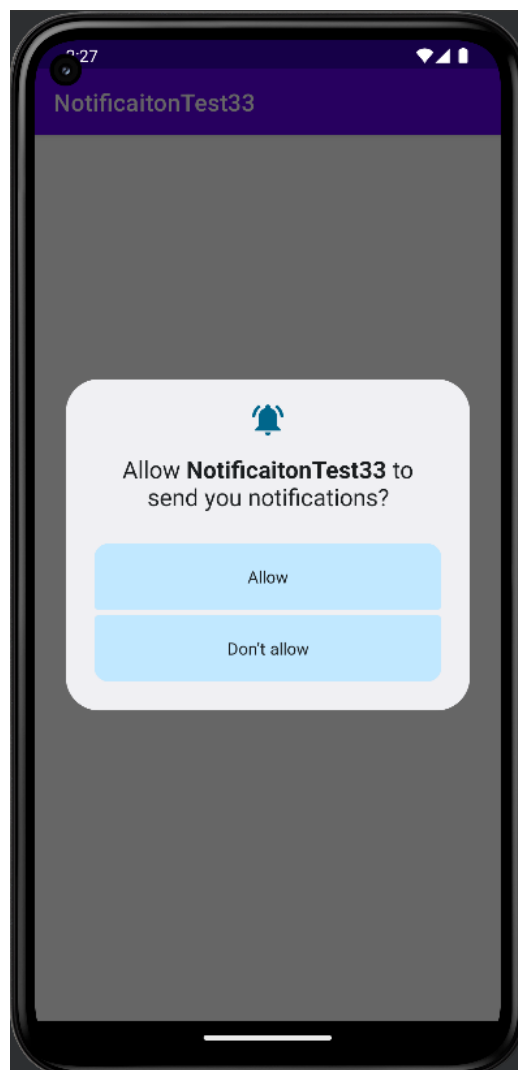 NotificaitonTest33
Allow NotificaitonTest33 to
send you notifications?
Allow
Don't allow